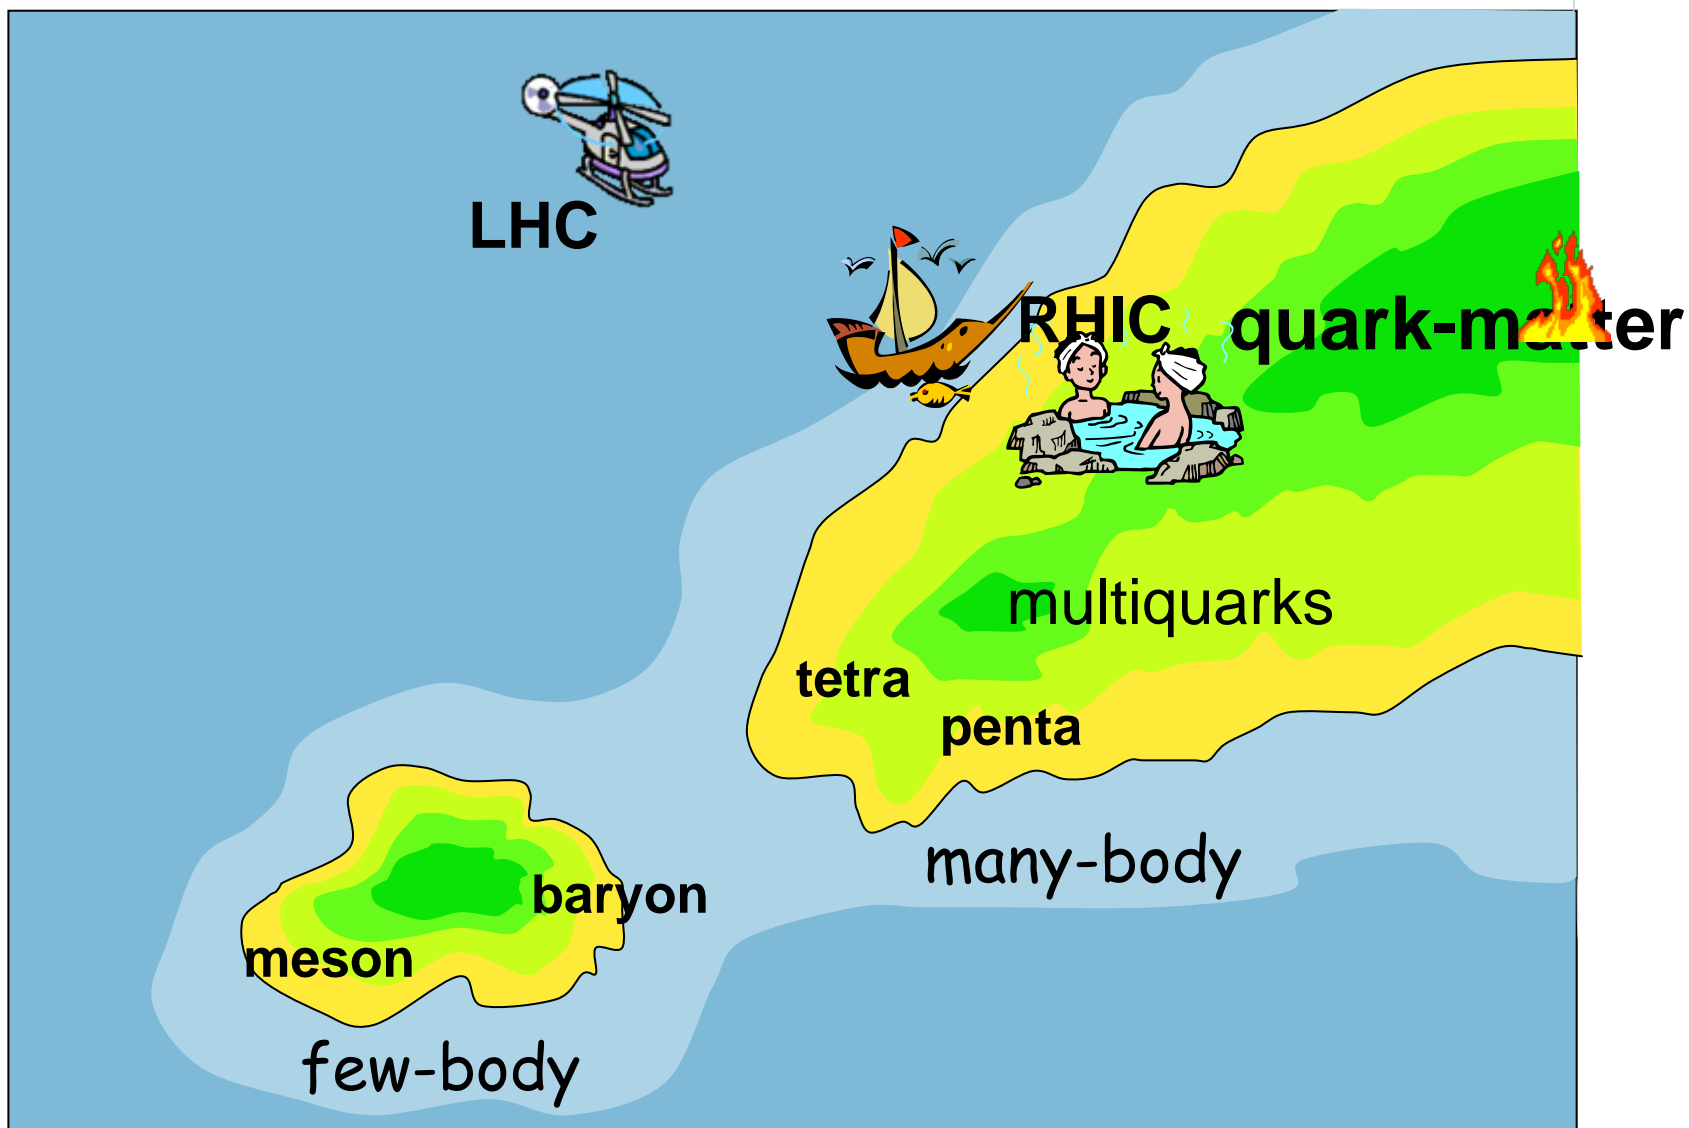 LHC
RHIC
quark-matter
multiquarks
tetra
penta
many-body
baryon
meson
few-body